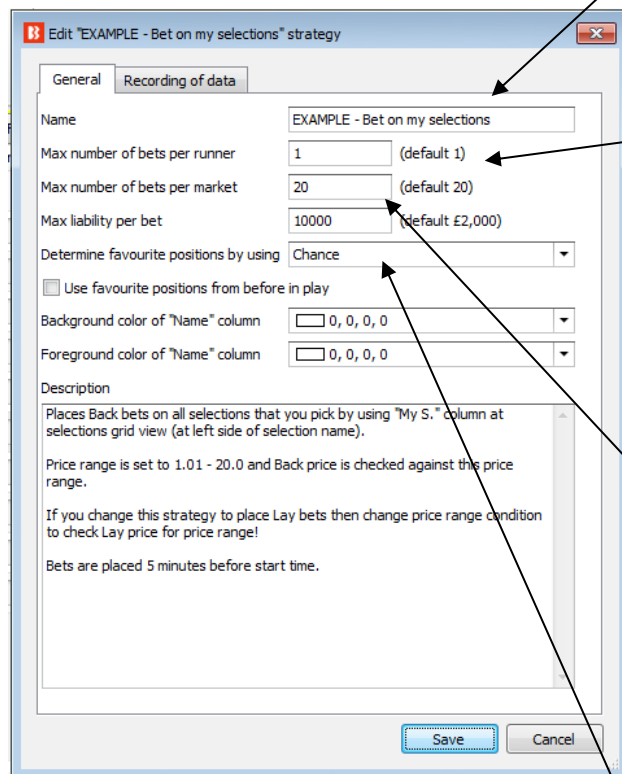 Edit "EXAMPLE - Bet on my selections" strategy
General Recording of data
Name EXAMPLE - Bet on my selections
Max number of bets per runner 1 (default 1)
Max number of bets per market 20 (default 20)
Max liability per bet 10000 (default £2,000)
Determine favourite positions by using Chance
Use favourite positions from before in play
Background color of "Name" column 0, 0, 0, 0
Foreground color of "Name" column 0, 0, 0, 0
Description
Places Back bets on all selections that you pick by using "My S." column at
selections grid view (at left side of selection name).
Price range is set to 1.01 - 20.0 and Back price is checked against this price
range.
If you change this strategy to place Lay bets then change price range condition
to check Lay price for price range!
Bets are placed 5 minutes before start time.
Save Cancel